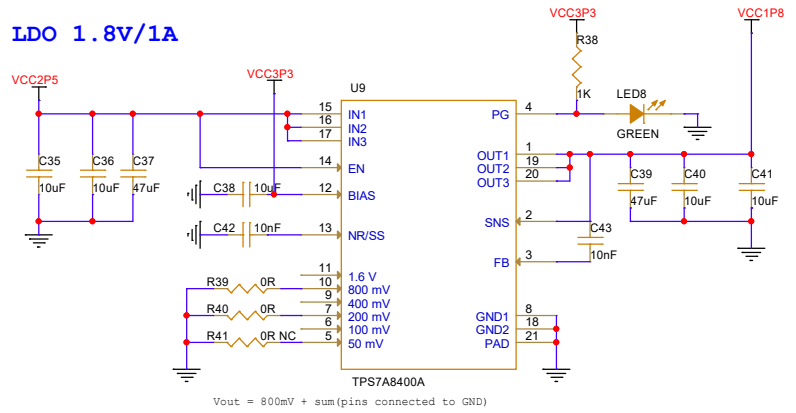 LDO 1.8V/1A
VCC2P5
VCC3P3
VCC3P3
VCC1P8
R38
1K
U9
LED8
GREEN
15 IN1
16 IN2
17 IN3
14 EN
12 BIAS
13 NR/SS
11 1.6 V
10 800 mV
9 400 mV
7 200 mV
6 100 mV
5 50 mV
PG 4
OUT1 1
OUT2 19
OUT3 20
SNS 2
FB 3
GND1 8
GND2 18
PAD 21
C35
10uF
C36
10uF
C37
47uF
C38 10uF
C42 10nF
C39
47uF
C40
10uF
C41
10uF
C43
10nF
R39 0R
R40 0R
R41 0R NC
TPS7A8400A
Vout = 800mV + sum(pins connected to GND)